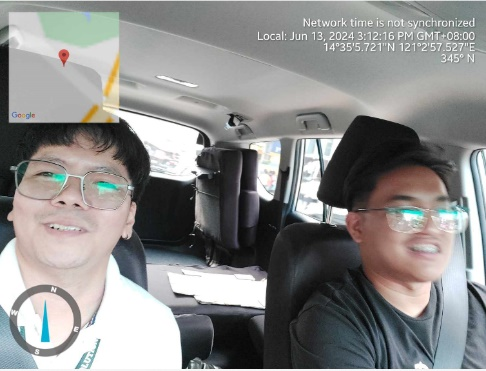 Network time is not synchronized
Local: Jun 13, 2024 3:12:16 PM GMT+08:00
14°35'5.721"N 121°2'57.527"E
345° N
Google
N
E
S